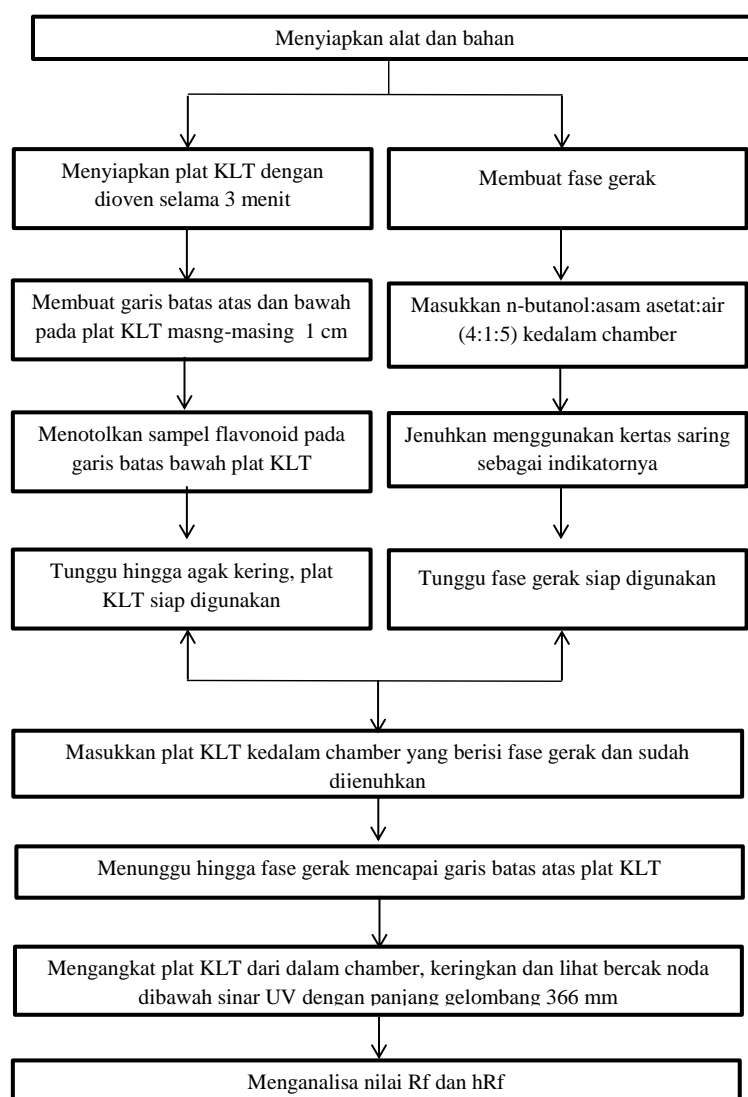 Menyiapkan alat dan bahan
Menyiapkan plat KLT dengan
dioven selama 3 menit
Membuat fase gerak
Membuat garis batas atas dan bawah
pada plat KLT masng-masing 1 cm
Masukkan n-butanol:asam asetat:air
(4:1:5) kedalam chamber
Menotolkan sampel flavonoid pada
garis batas bawah plat KLT
Jenuhkan menggunakan kertas saring
sebagai indikatornya
Tunggu hingga agak kering, plat
KLT siap digunakan
Tunggu fase gerak siap digunakan
Masukkan plat KLT kedalam chamber yang berisi fase gerak dan sudah
dijenuhkan
Menunggu hingga fase gerak mencapai garis batas atas plat KLT
Mengangkat plat KLT dari dalam chamber, keringkan dan lihat bercak noda
dibawah sinar UV dengan panjang gelombang 366 mm
Menganalisa nilai Rf dan hRf